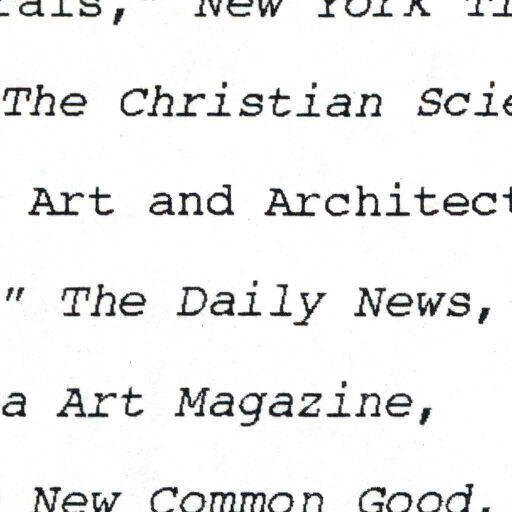 rals," New York Ti
The Christian Scie
Art and Architect
" The Daily News,
a Art Magazine,
New Common Good,